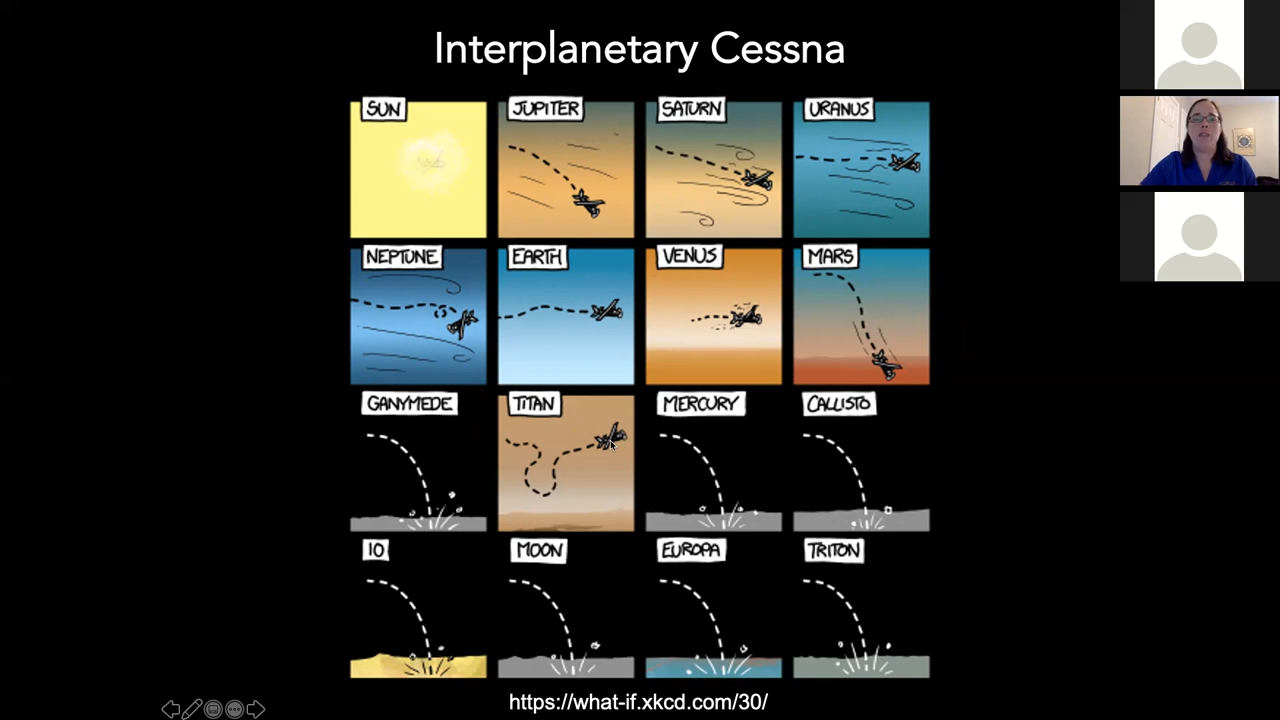 Interplanetary Cessna
SUN
JUPITER
SATURN
URANUS
NEPTUNE
EARTH
VENUS
MARS
GANYMEDE
TITAN
MERCURY
CALLISTO
IO
MOON
EUROPA
TRITON
https://what-if.xkcd.com/30/